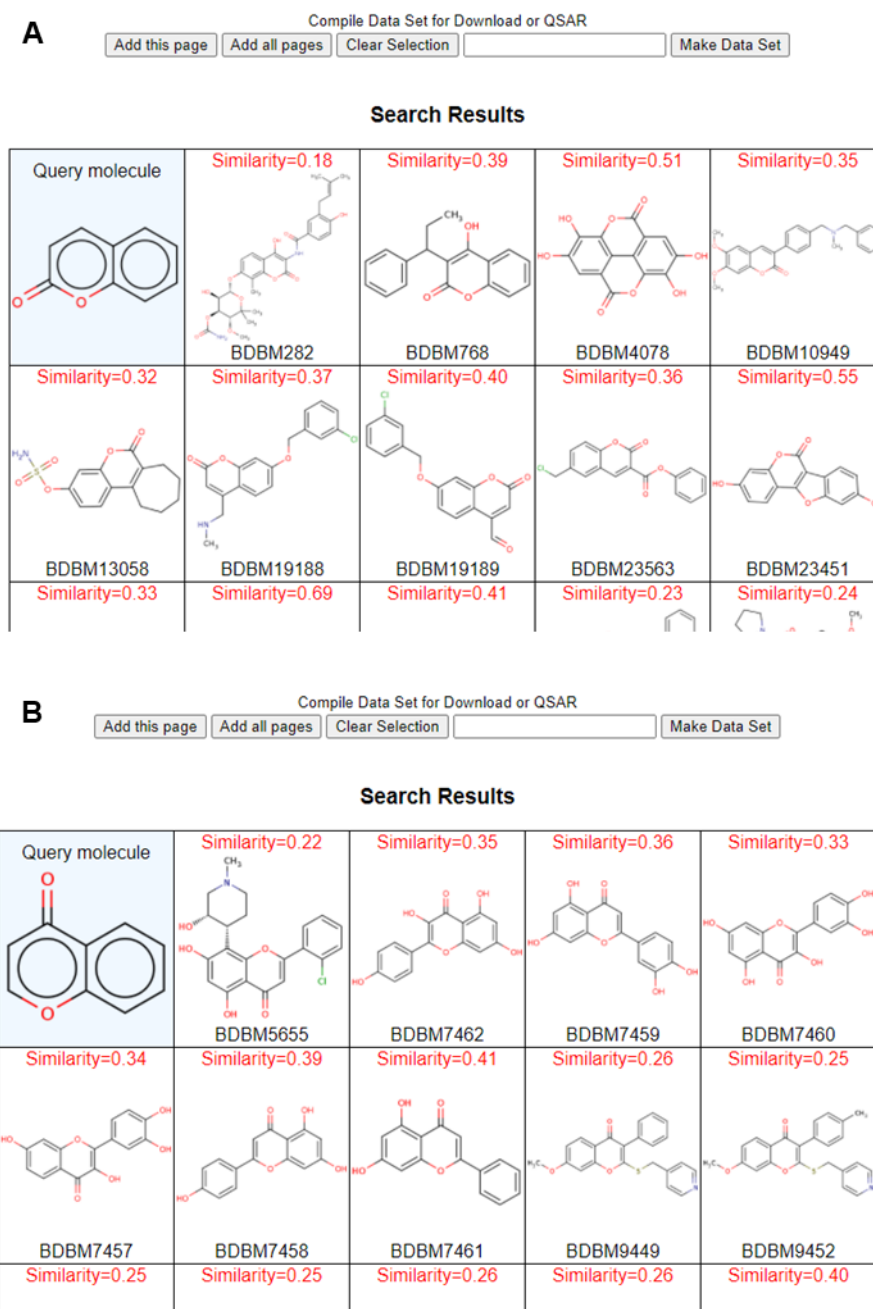 A
Compile Data Set for Download or QSAR
Add this page Add all pages Clear Selection Make Data Set
Search Results
Query molecule Similarity=0.18 Similarity=0.39 Similarity=0.51 Similarity=0.35
BDBM282 BDBM768 BDBM4078 BDBM10949
Similarity=0.32 Similarity=0.37 Similarity=0.40 Similarity=0.36 Similarity=0.55
BDBM13058 BDBM19188 BDBM19189 BDBM23563 BDBM23451
Similarity=0.33 Similarity=0.69 Similarity=0.41 Similarity=0.23 Similarity=0.24
B
Compile Data Set for Download or QSAR
Add this page Add all pages Clear Selection Make Data Set
Search Results
Query molecule Similarity=0.22 Similarity=0.35 Similarity=0.36 Similarity=0.33
BDBM5655 BDBM7462 BDBM7459 BDBM7460
Similarity=0.34 Similarity=0.39 Similarity=0.41 Similarity=0.26 Similarity=0.25
BDBM7457 BDBM7458 BDBM7461 BDBM9449 BDBM9452
Similarity=0.25 Similarity=0.25 Similarity=0.26 Similarity=0.26 Similarity=0.40